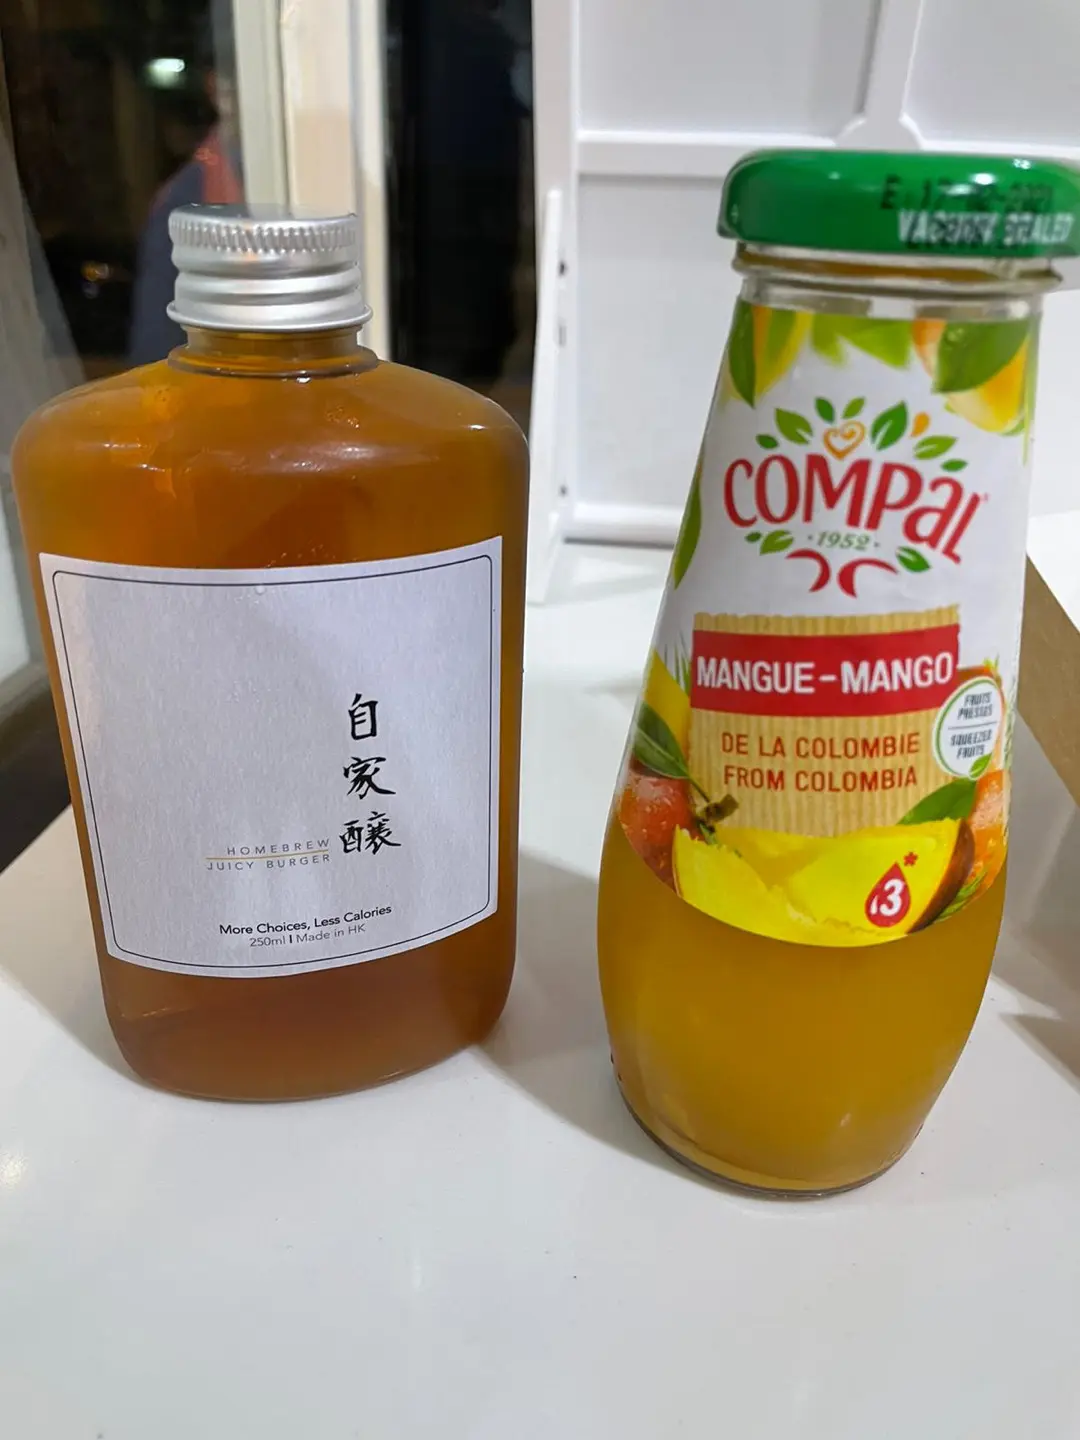 自
家
釀
HOMEBREW
JUICY BURGER
More Choices, Less Calories
250ml | Made in HK
SEALED
COMPAL
·1952·
MANGUE-MANGO
DE LA COLOMBIE
FROM COLOMBIA
FRUITS
PRESSÉS
SQUEEZED
FRUITS
3*